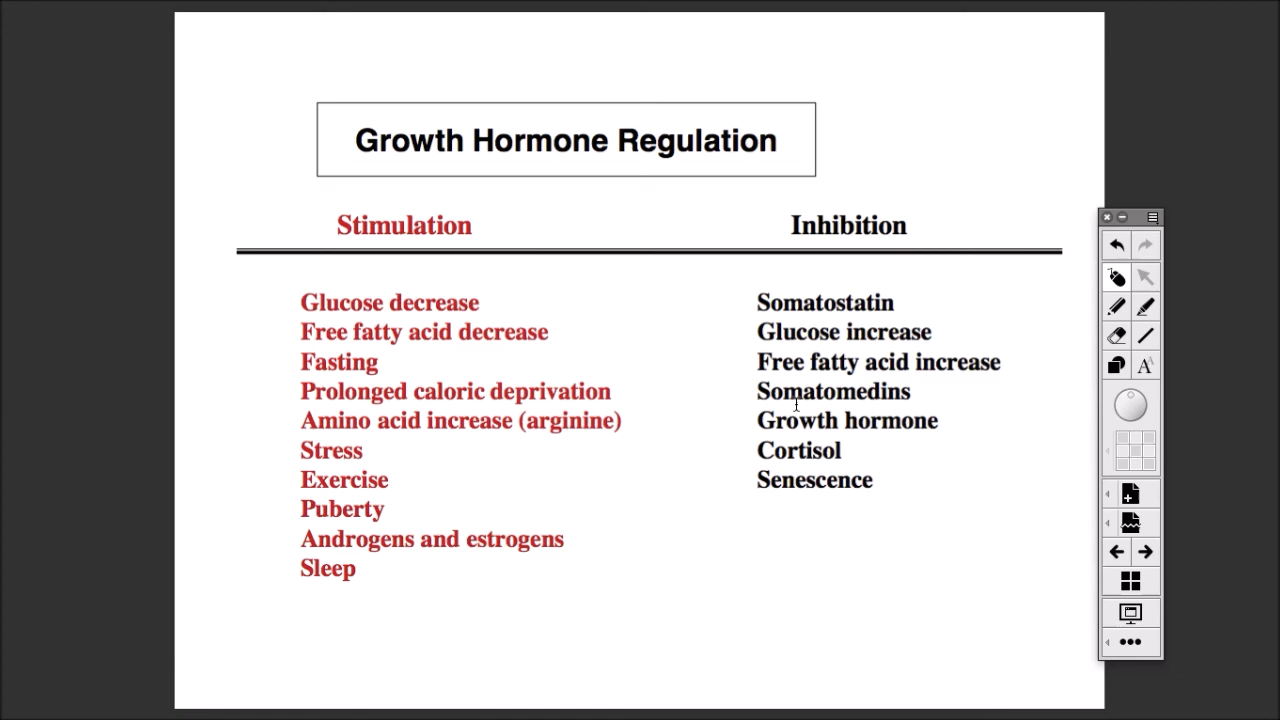 Growth Hormone Regulation
Stimulation
Inhibition
Glucose decrease
Free fatty acid decrease
Fasting
Prolonged caloric deprivation
Amino acid increase (arginine)
Stress
Exercise
Puberty
Androgens and estrogens
Sleep
Somatostatin
Glucose increase
Free fatty acid increase
Somatomedins
Growth hormone
Cortisol
Senescence